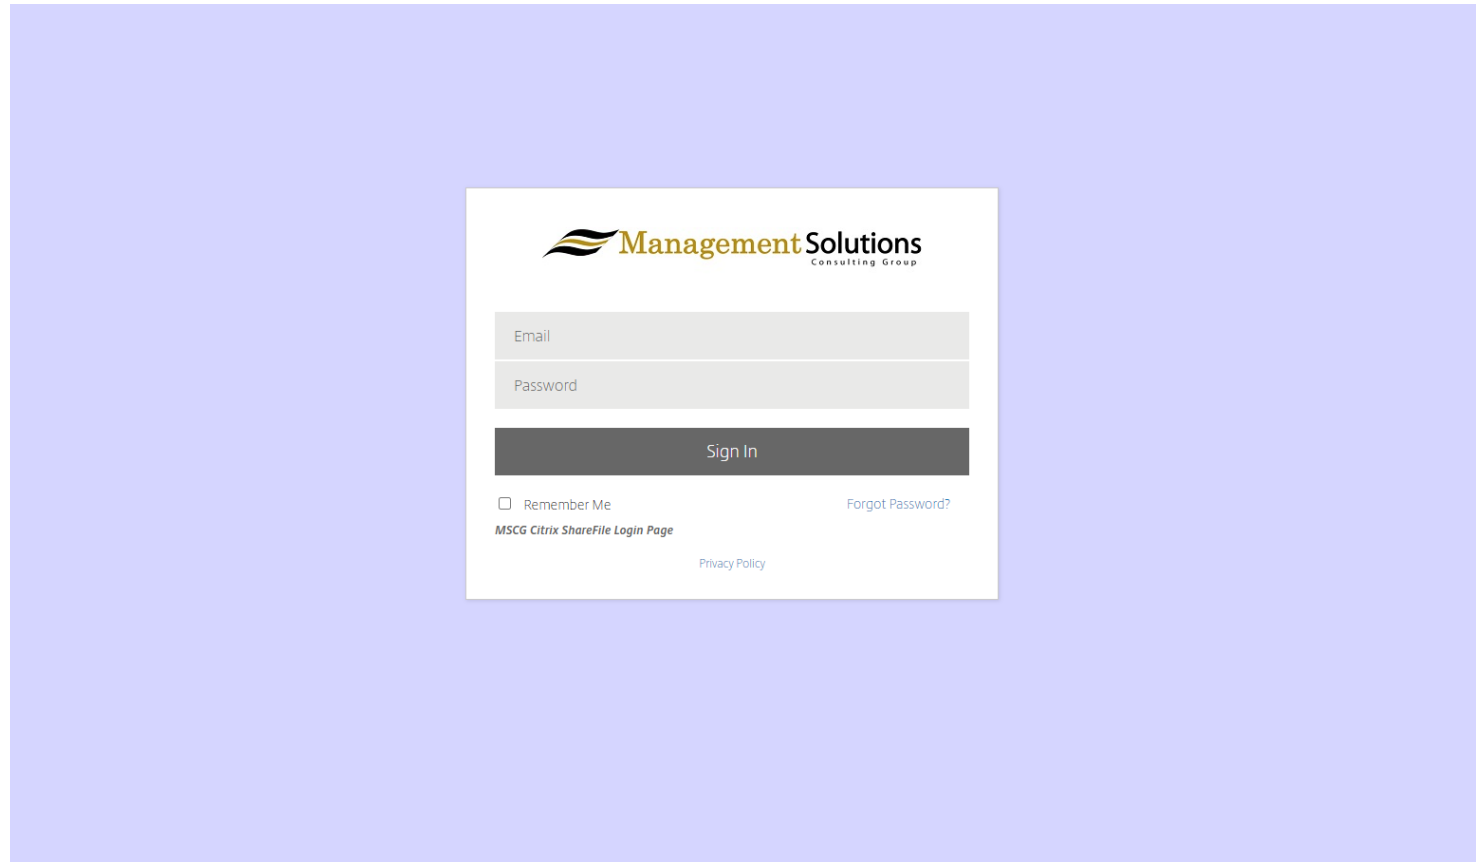 Management Solutions
Consulting Group
Email
Password
Sign In
Remember Me Forgot Password?
MSCG Citrix ShareFile Login Page
Privacy Policy